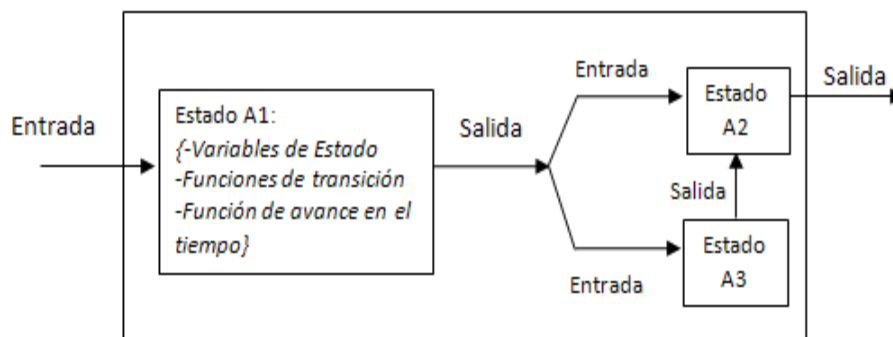 Entrada
Estado A1:
{-Variables de Estado
-Funciones de transición
-Función de avance en el
tiempo}
Salida
Entrada
Estado
A2
Salida
Salida
Entrada
Estado
A3